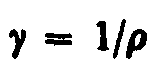 γ = 1/ρ